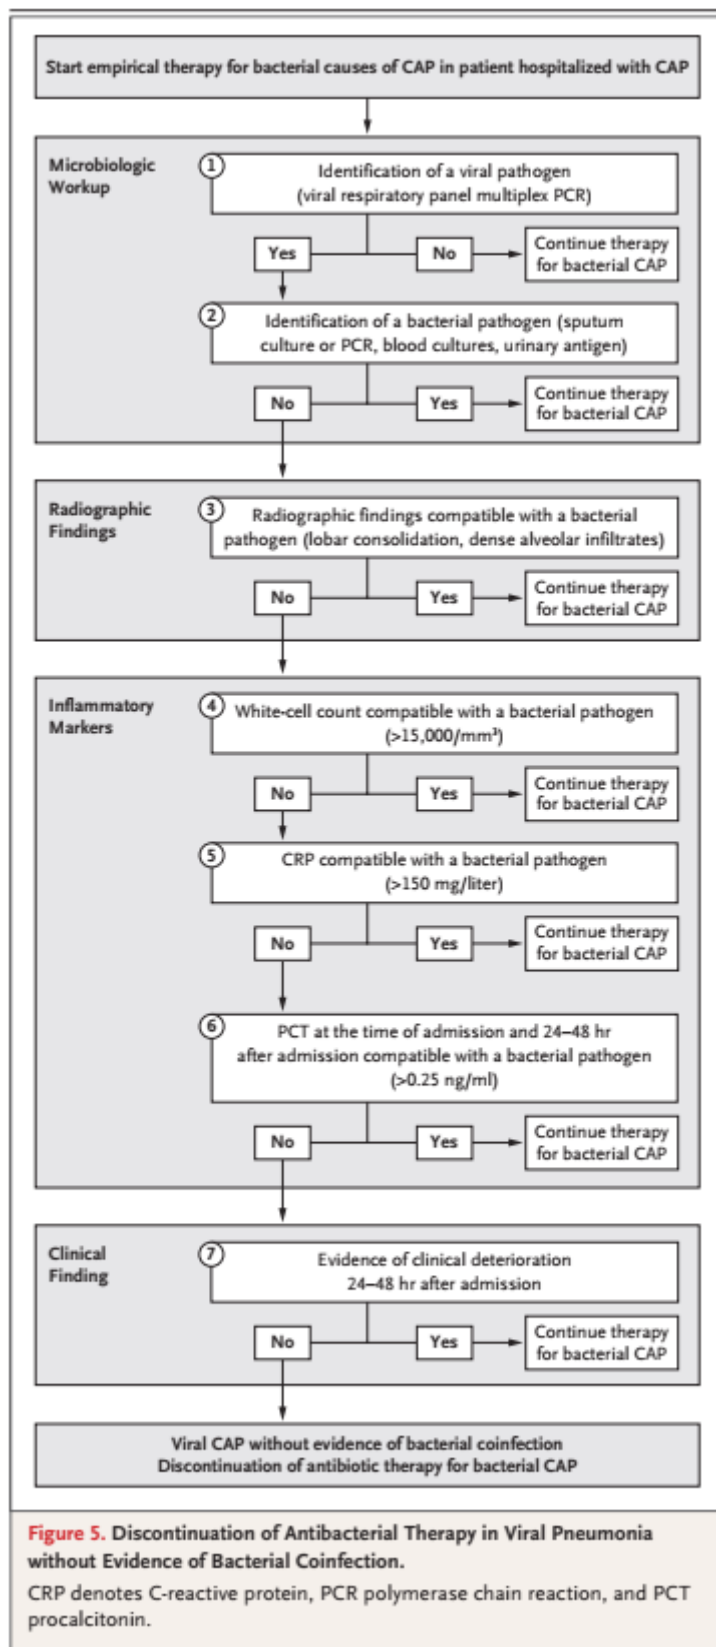 Start empirical therapy for bacterial causes of CAP in patient hospitalized with CAP
Microbiologic
Workup
1
Identification of a viral pathogen
(viral respiratory panel multiplex PCR)
Yes
No
Continue therapy
for bacterial CAP
2
Identification of a bacterial pathogen (sputum
culture or PCR, blood cultures, urinary antigen)
No
Yes
Continue therapy
for bacterial CAP
Radiographic
Findings
3
Radiographic findings compatible with a bacterial
pathogen (lobar consolidation, dense alveolar infiltrates)
No
Yes
Continue therapy
for bacterial CAP
Inflammatory
Markers
4
White-cell count compatible with a bacterial pathogen
(>15,000/mm³)
No
Yes
Continue therapy
for bacterial CAP
5
CRP compatible with a bacterial pathogen
(>150 mg/liter)
No
Yes
Continue therapy
for bacterial CAP
6
PCT at the time of admission and 24–48 hr
after admission compatible with a bacterial pathogen
(>0.25 ng/ml)
No
Yes
Continue therapy
for bacterial CAP
Clinical
Finding
7
Evidence of clinical deterioration
24–48 hr after admission
No
Yes
Continue therapy
for bacterial CAP
Viral CAP without evidence of bacterial coinfection
Discontinuation of antibiotic therapy for bacterial CAP
Figure 5. Discontinuation of Antibacterial Therapy in Viral Pneumonia
without Evidence of Bacterial Coinfection.
CRP denotes C-reactive protein, PCR polymerase chain reaction, and PCT
procalcitonin.